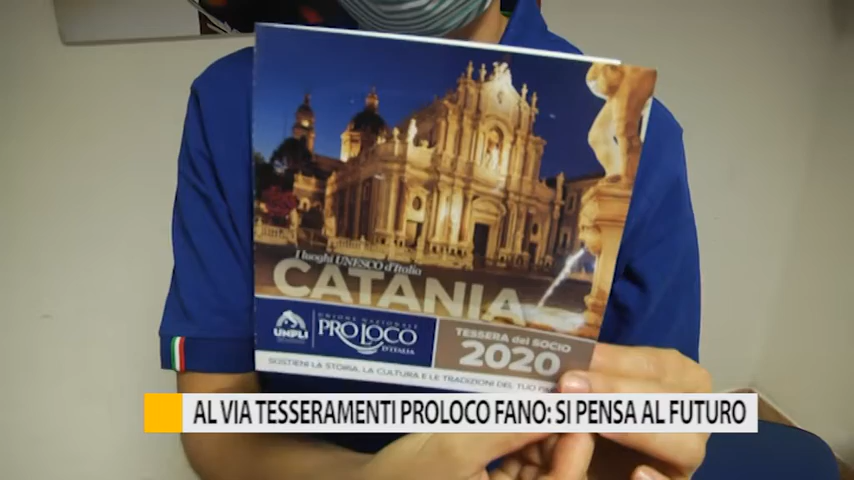 I luoghi UNESCO d'Italia
CATANIA
UNPLI
UNIONE NAZIONALE
PRO LOCO
D'ITALIA
TESSERA del SOCIO
2020
SOSTIENI LA STORIA, LA CULTURA E LE TRADIZIONI DEL TUO
AL VIA TESSERAMENTI PROLOCO FANO: SI PENSA AL FUTURO